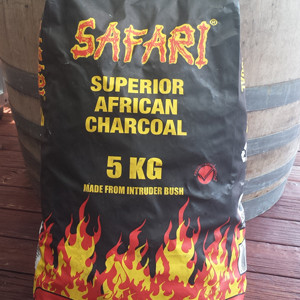 SAFARI®
SUPERIOR
AFRICAN
CHARCOAL
5 KG
MADE FROM INTRUDER BUSH